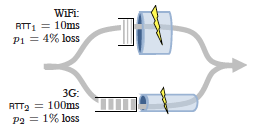 WiFi:
RTT1 = 10ms
p1 = 4% loss
3G:
RTT2 = 100ms
p2 = 1% loss